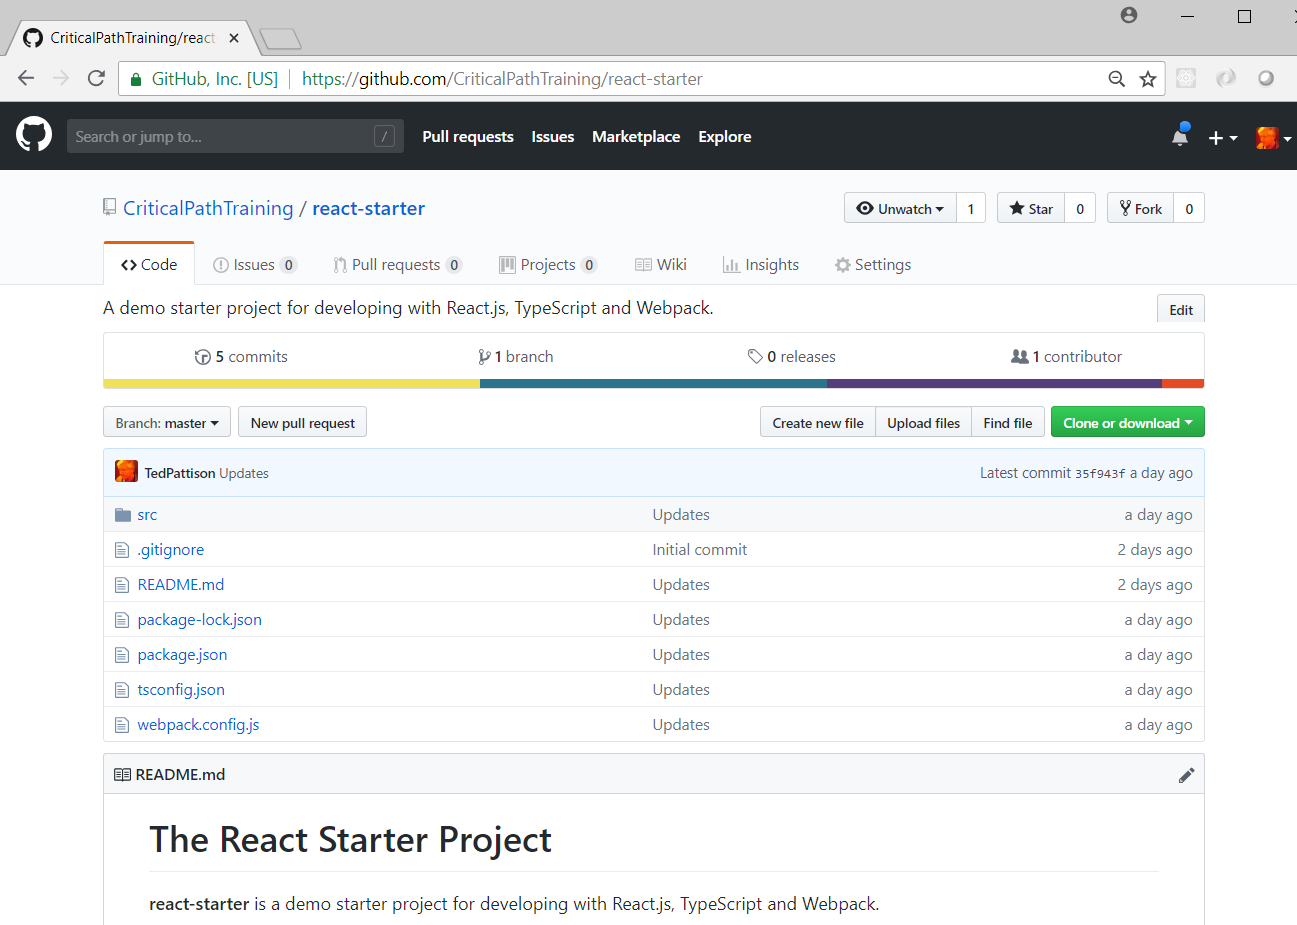 CriticalPathTraining/react
GitHub, Inc. [US] https://github.com/CriticalPathTraining/react-starter
Search or jump to... / Pull requests Issues Marketplace Explore
CriticalPathTraining / react-starter Unwatch 1 Star 0 Fork 0
Code Issues 0 Pull requests 0 Projects 0 Wiki Insights Settings
A demo starter project for developing with React.js, TypeScript and Webpack. Edit
5 commits 1 branch 0 releases 1 contributor
Branch: master New pull request Create new file Upload files Find file Clone or download
TedPattison Updates Latest commit 35f943f a day ago
src Updates a day ago
.gitignore Initial commit 2 days ago
README.md Updates 2 days ago
package-lock.json Updates a day ago
package.json Updates a day ago
tsconfig.json Updates a day ago
webpack.config.js Updates a day ago
README.md
The React Starter Project
react-starter is a demo starter project for developing with React.js, TypeScript and Webpack.